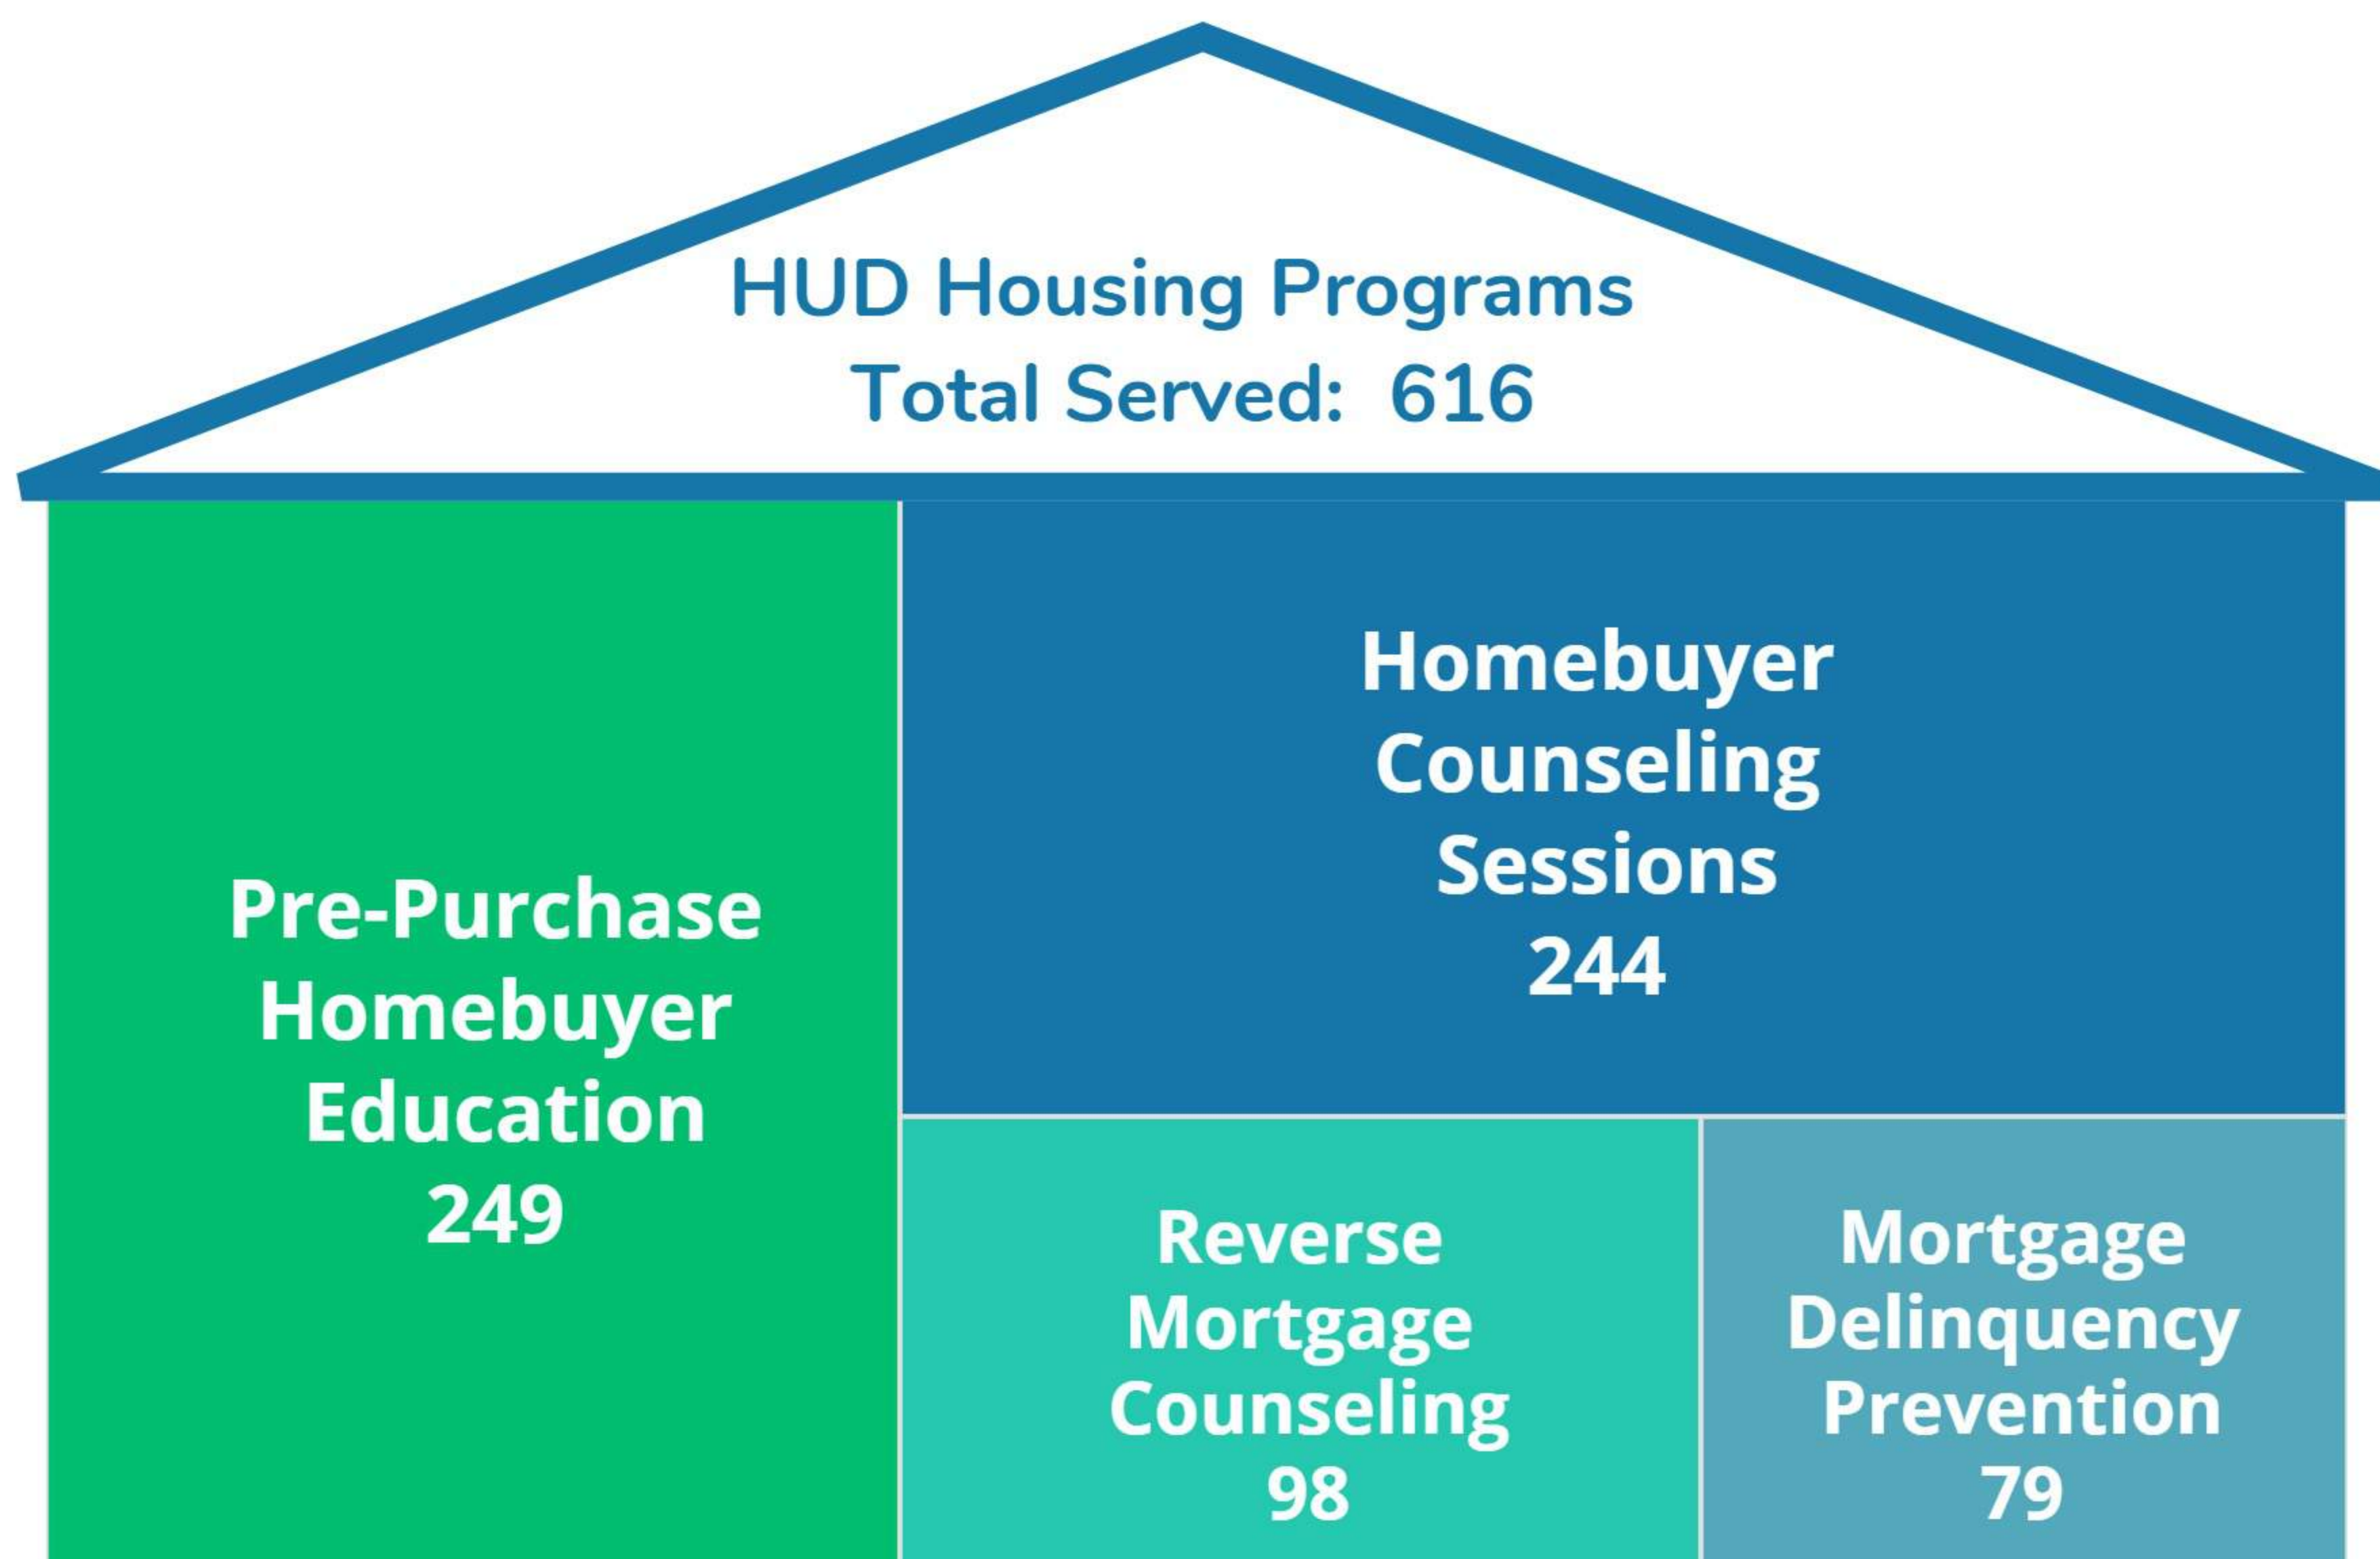 HUD Housing Programs
Total Served: 616
Pre-Purchase
Homebuyer
Education
249
Homebuyer
Counseling
Sessions
244
Reverse
Mortgage
Counseling
98
Mortgage
Delinquency
Prevention
79